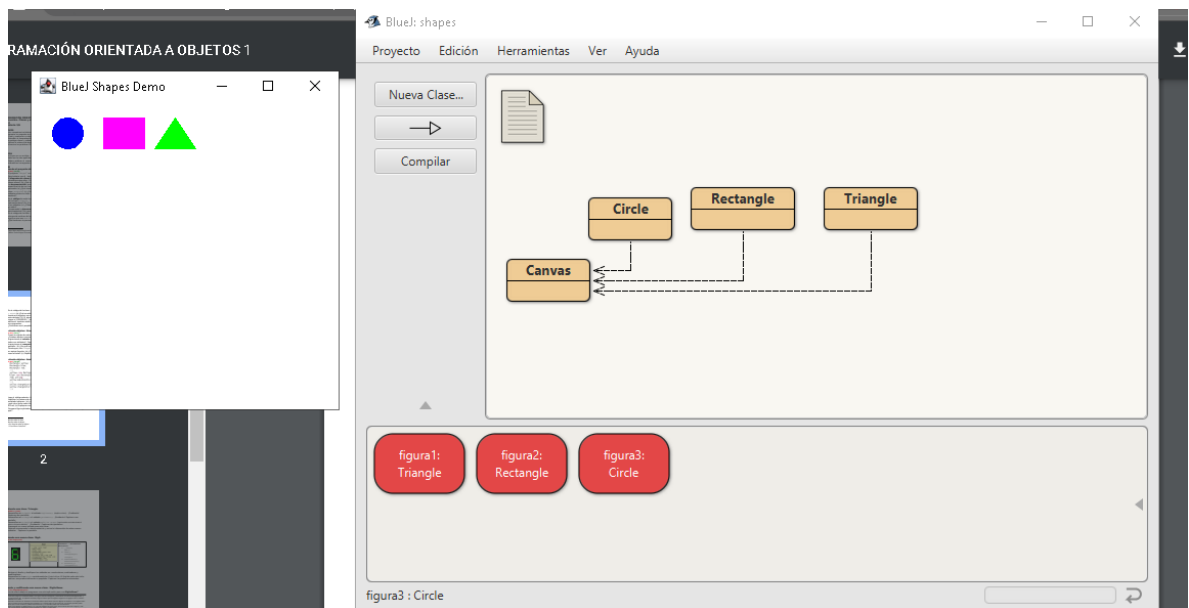 RAMACIÓN ORIENTADA A OBJETOS 1
BlueJ Shapes Demo
2
BlueJ: shapes
Proyecto Edición Herramientas Ver Ayuda
Nueva Clase...
Compilar
Circle
Rectangle
Triangle
Canvas
figura1:
Triangle
figura2:
Rectangle
figura3:
Circle
figura3 : Circle